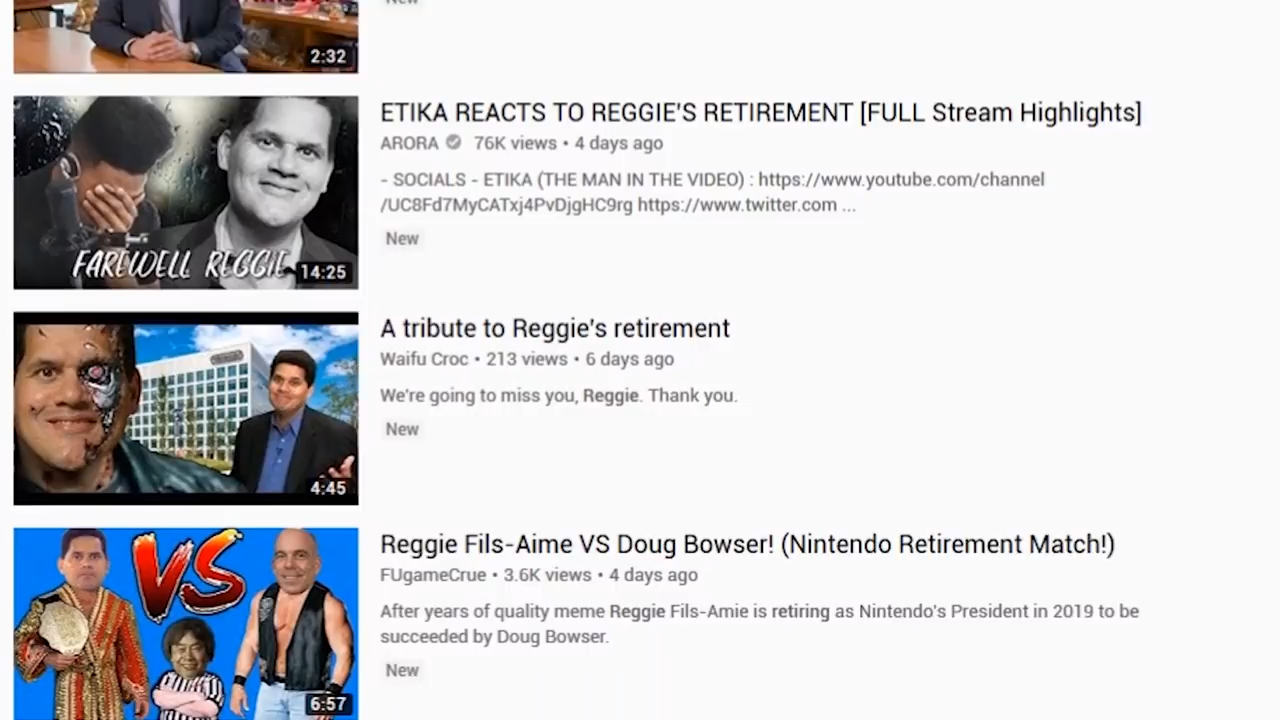 New
2:32
ETIKA REACTS TO REGGIE'S RETIREMENT [FULL Stream Highlights]
ARORA 76K views • 4 days ago
- SOCIALS - ETIKA (THE MAN IN THE VIDEO) : https://www.youtube.com/channel
/UC8Fd7MyCATxj4PvDjgHC9rg https://www.twitter.com ...
New
FAREWELL REGGIE
14:25
A tribute to Reggie's retirement
Waifu Croc • 213 views • 6 days ago
We're going to miss you, Reggie. Thank you.
New
4:45
VS
Reggie Fils-Aime VS Doug Bowser! (Nintendo Retirement Match!)
FUgameCrue • 3.6K views • 4 days ago
After years of quality meme Reggie Fils-Amie is retiring as Nintendo's President in 2019 to be
succeeded by Doug Bowser.
New
6:57